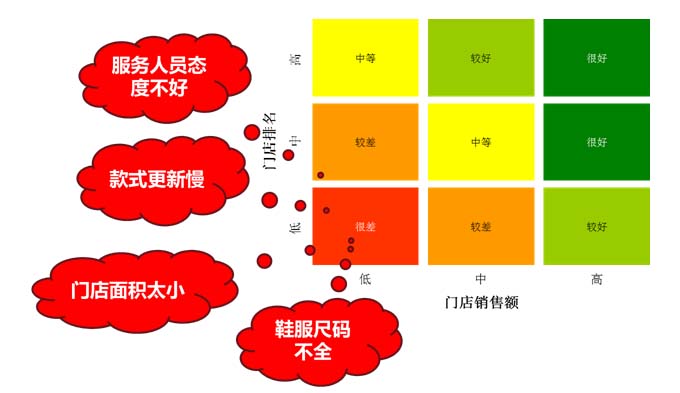 服务人员态
度不好
款式更新慢
门店面积太小
鞋服尺码
不全
门店排名
高
中等
较好
很好
中
较差
中等
很好
低
很差
较差
较好
低
中
高
门店销售额